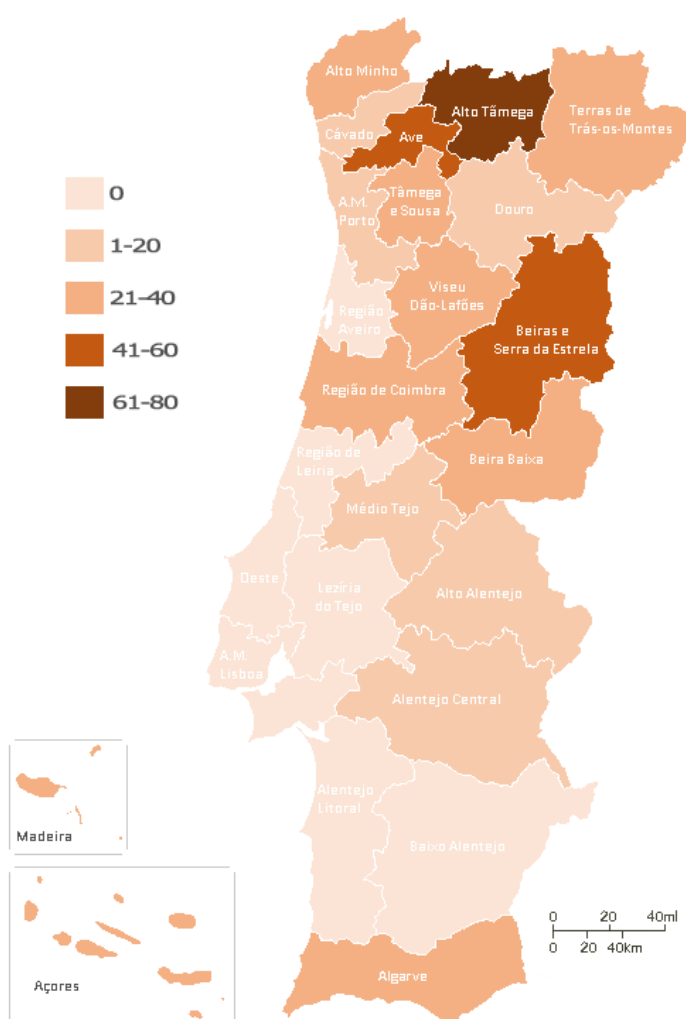 Alto Minho
Alto Tâmega
Terras de
Trás-os-Montes
Cávado
Ave
0
Tâmega
e Sousa
A.M.
Porto
Douro
1-20
21-40
Viseu
Dão-Lafões
Região
Aveiro
Beiras e
Serra da Estrela
41-60
61-80
Região de Coimbra
Região de
Leiria
Beira Baixa
Médio Tejo
Oeste
Lezíria
do Tejo
Alto Alentejo
A.M.
Lisboa
Alentejo Central
Alentejo
Litoral
Madeira
Baixo Alentejo
0 20 40ml
0 20 40km
Algarve
Açores